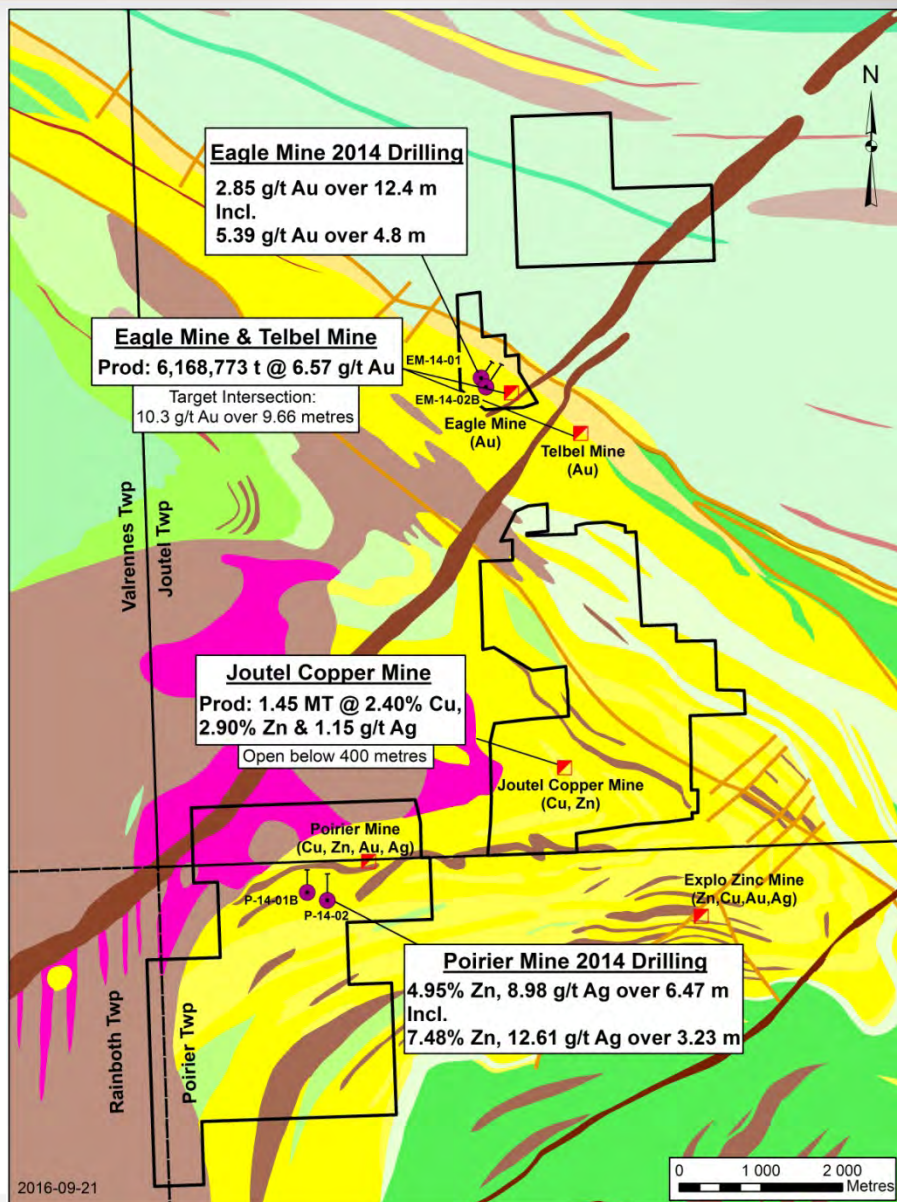 N
Eagle Mine 2014 Drilling
2.85 g/t Au over 12.4 m
Incl.
5.39 g/t Au over 4.8 m
Eagle Mine & Telbel Mine
Prod: 6,168,773 t @ 6.57 g/t Au
Target Intersection:
10.3 g/t Au over 9.66 metres
EM-14-01
EM-14-02B
Eagle Mine
(Au)
Telbel Mine
(Au)
Valrennes Twp
Joutel Twp
Joutel Copper Mine
Prod: 1.45 MT @ 2.40% Cu,
2.90% Zn & 1.15 g/t Ag
Open below 400 metres
Joutel Copper Mine
(Cu, Zn)
Poirier Mine
(Cu, Zn, Au, Ag)
P-14-01B
P-14-02
Explo Zinc Mine
(Zn,Cu,Au,Ag)
Poirier Mine 2014 Drilling
4.95% Zn, 8.98 g/t Ag over 6.47 m
Incl.
7.48% Zn, 12.61 g/t Ag over 3.23 m
Rainboth Twp
Poirier Twp
2016-09-21
0 1 000 2 000
Metres